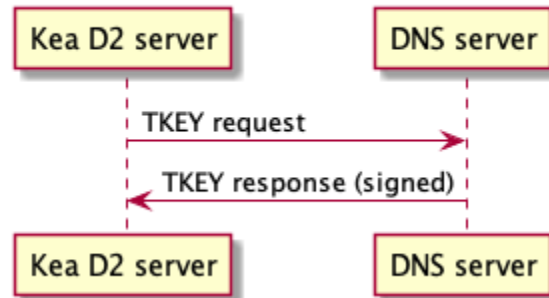 Kea D2 server
DNS server
TKEY request
TKEY response (signed)
Kea D2 server
DNS server